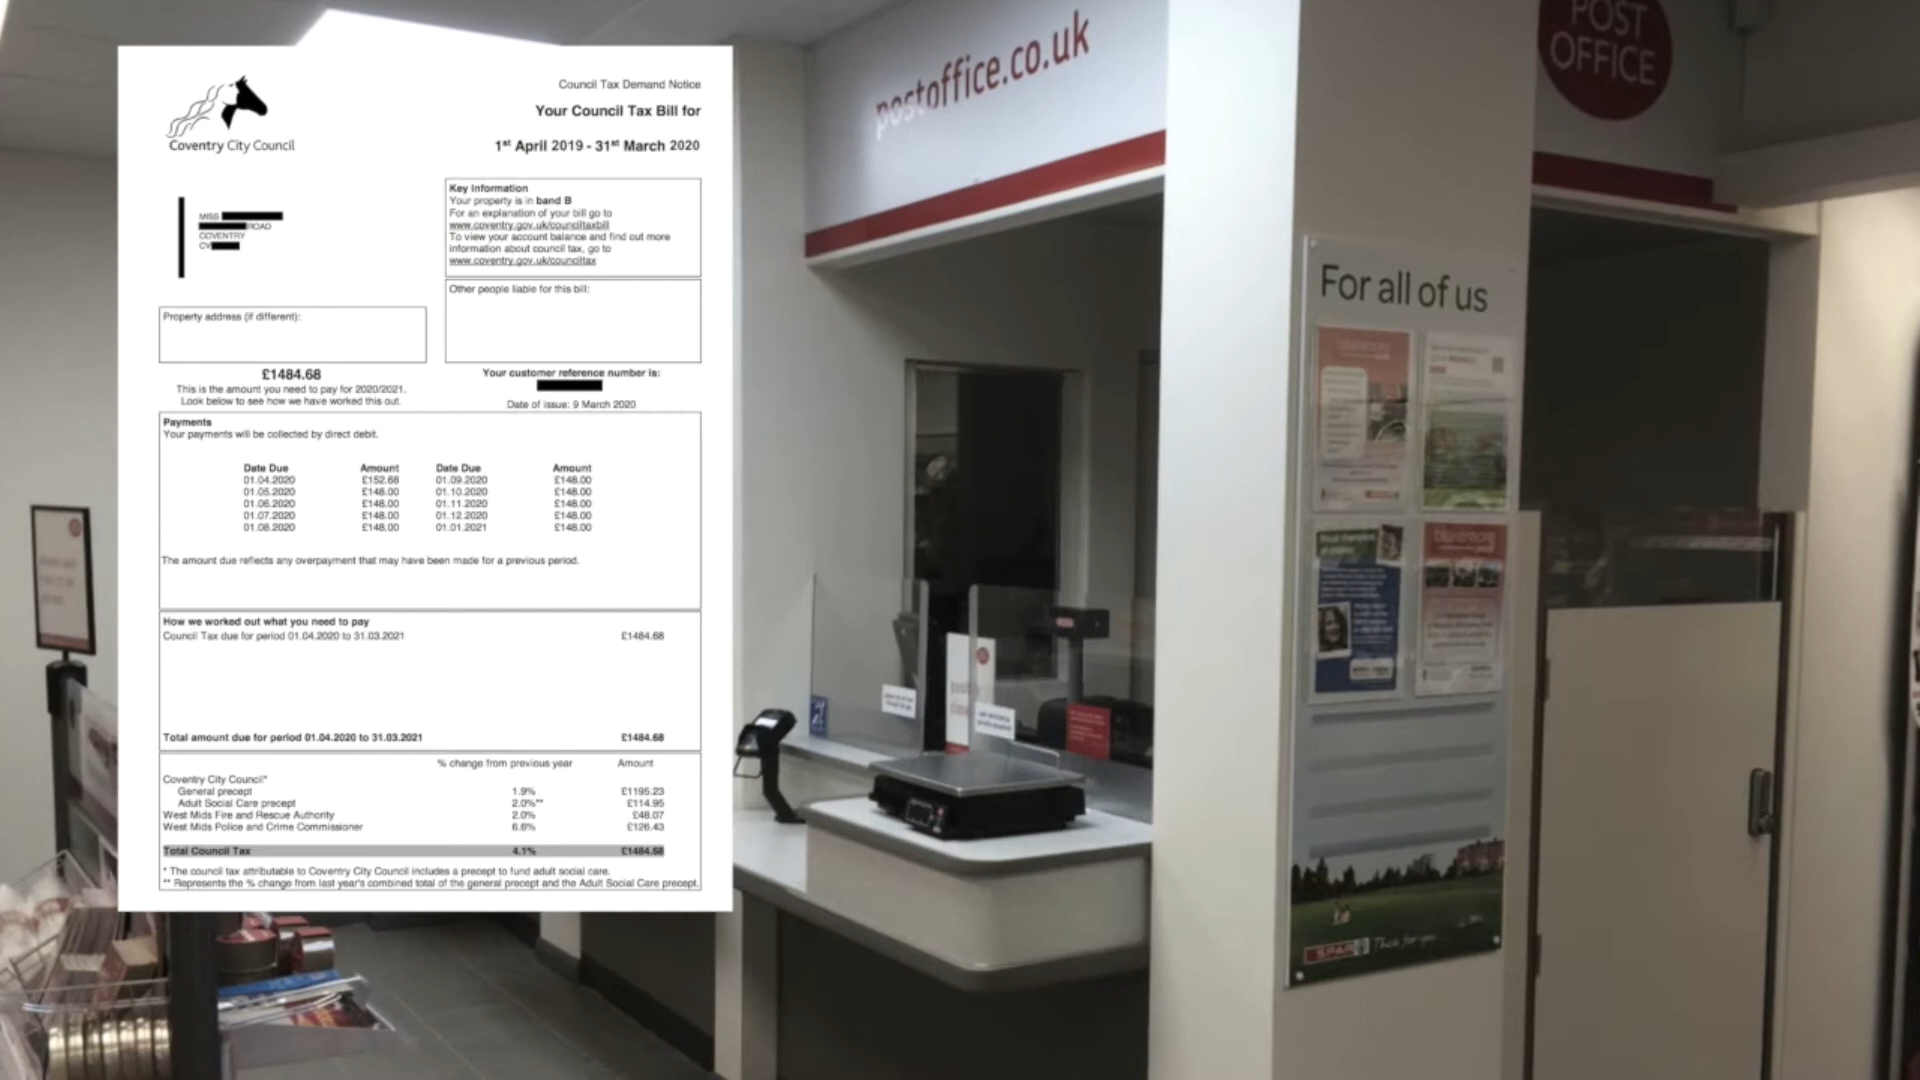 Coventry City Council
Council Tax Demand Notice
Your Council Tax Bill for
1st April 2019 - 31st March 2020
MISS
ROAD
COVENTRY
CV
Key Information
Your property is in band B
For an explanation of your bill go to
www.coventry.gov.uk/counciltaxbill
To view your account balance and find out more
information about council tax, go to
www.coventry.gov.uk/counciltax
Other people liable for this bill:
Property address (if different):
£1484.68
This is the amount you need to pay for 2020/2021.
Look below to see how we have worked this out.
Your customer reference number is:
Date of issue: 9 March 2020
Payments
Your payments will be collected by direct debit.
Date Due Amount Date Due Amount
01.04.2020 £152.68 01.09.2020 £148.00
01.05.2020 £148.00 01.10.2020 £148.00
01.06.2020 £148.00 01.11.2020 £148.00
01.07.2020 £148.00 01.12.2020 £148.00
01.08.2020 £148.00 01.01.2021 £148.00
The amount due reflects any overpayment that may have been made for a previous period.
How we worked out what you need to pay
Council Tax due for period 01.04.2020 to 31.03.2021 £1484.68
Total amount due for period 01.04.2020 to 31.03.2021 £1484.68
% change from previous year Amount
Coventry City Council*
General precept 1.9% £1195.23
Adult Social Care precept 2.0%** £114.95
West Mids Fire and Rescue Authority 2.0% £48.07
West Mids Police and Crime Commissioner 6.6% £126.43
Total Council Tax 4.1% £1484.68
* The council tax attributable to Coventry City Council includes a precept to fund adult social care.
** Represents the % change from last year's combined total of the general precept and the Adult Social Care precept.
postoffice.co.uk
POST
OFFICE
For all of us
SPAR There for you